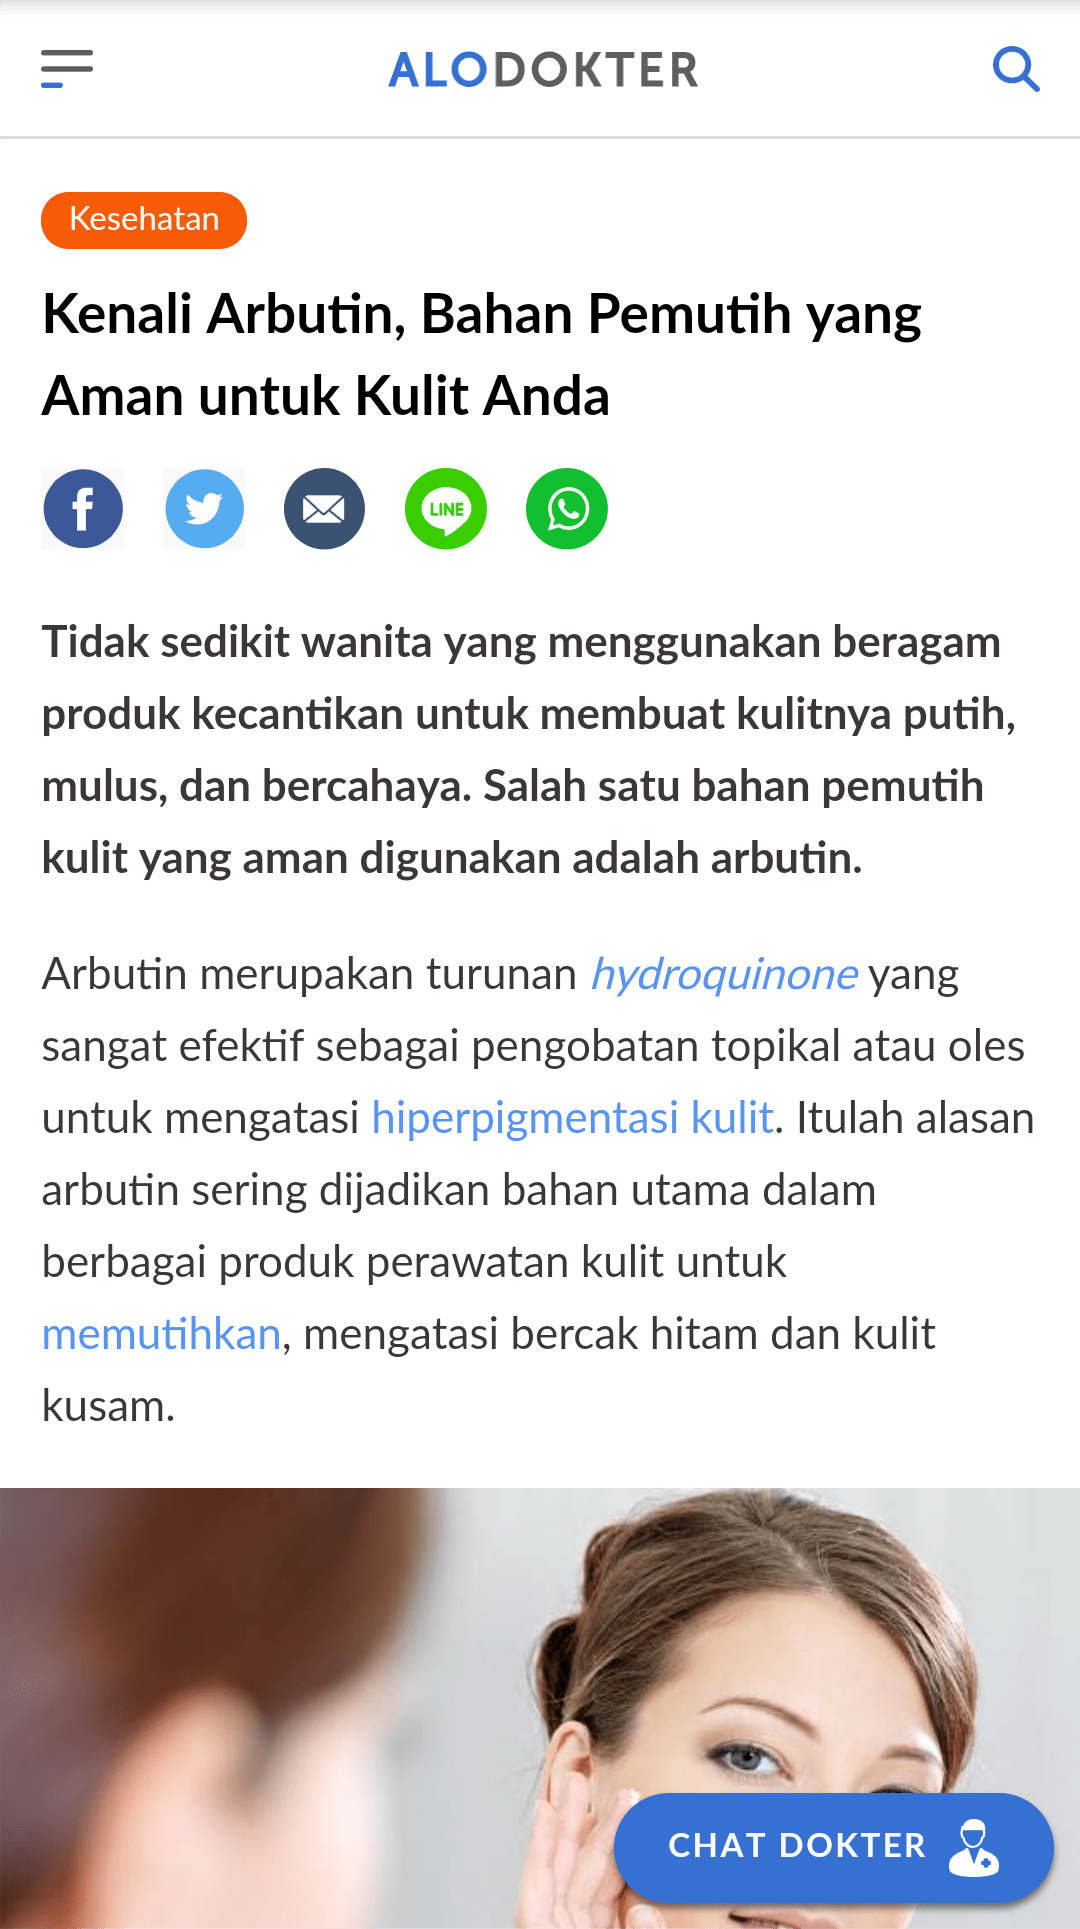 ALODOKTER
Kesehatan
Kenali Arbutin, Bahan Pemutih yang
Aman untuk Kulit Anda
LINE
Tidak sedikit wanita yang menggunakan beragam
produk kecantikan untuk membuat kulitnya putih,
mulus, dan bercahaya. Salah satu bahan pemutih
kulit yang aman digunakan adalah arbutin.
Arbutin merupakan turunan hydroquinone yang
sangat efektif sebagai pengobatan topikal atau oles
untuk mengatasi hiperpigmentasi kulit. Itulah alasan
arbutin sering dijadikan bahan utama dalam
berbagai produk perawatan kulit untuk
memutihkan, mengatasi bercak hitam dan kulit
kusam.
CHAT DOKTER